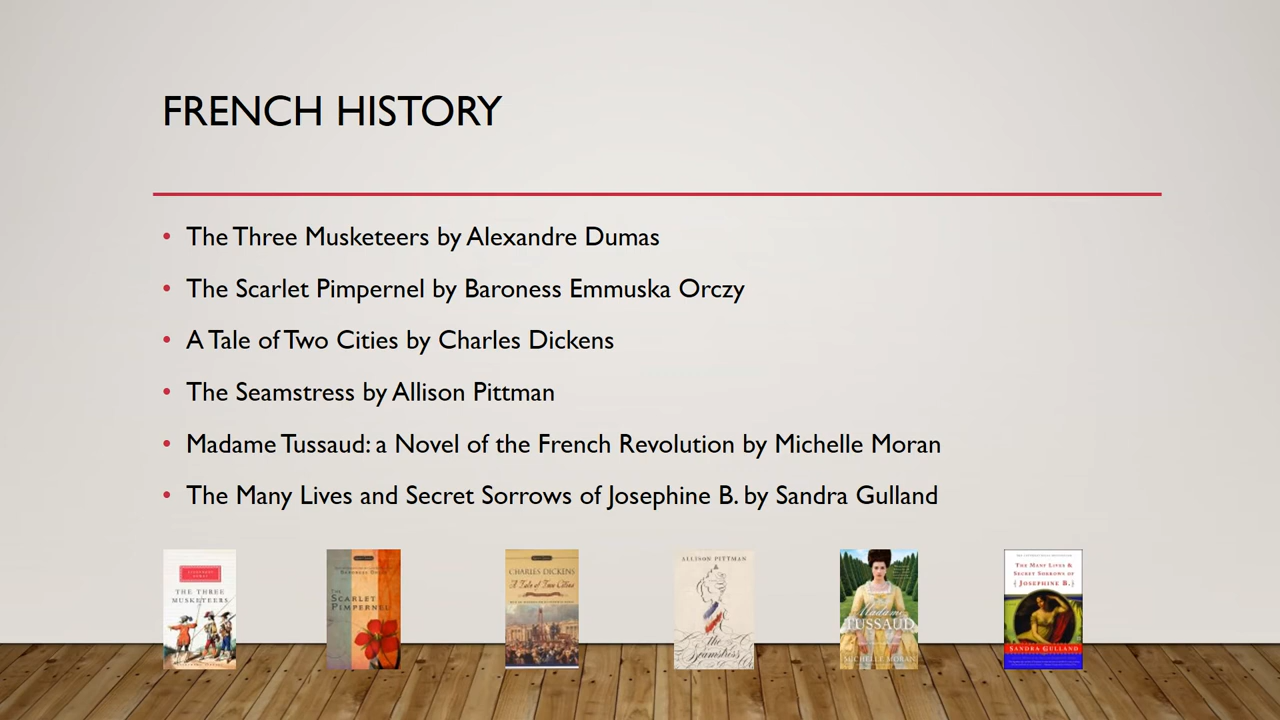 FRENCH HISTORY
• The Three Musketeers by Alexandre Dumas
• The Scarlet Pimpernel by Baroness Emmuska Orczy
• A Tale of Two Cities by Charles Dickens
• The Seamstress by Allison Pittman
• Madame Tussaud: a Novel of the French Revolution by Michelle Moran
• The Many Lives and Secret Sorrows of Josephine B. by Sandra Gulland
THE THREE
MUSKETEERS
THE
SCARLET
PIMPERNEL
CHARLES DICKENS
A Tale of Two Cities
ALLISON PITTMAN
The
Seamstress
Madame
TUSSAUD
MICHELLE MORAN
THE MANY LIVES &
SECRET SORROWS OF
{ JOSEPHINE B. }
SANDRA GULLAND